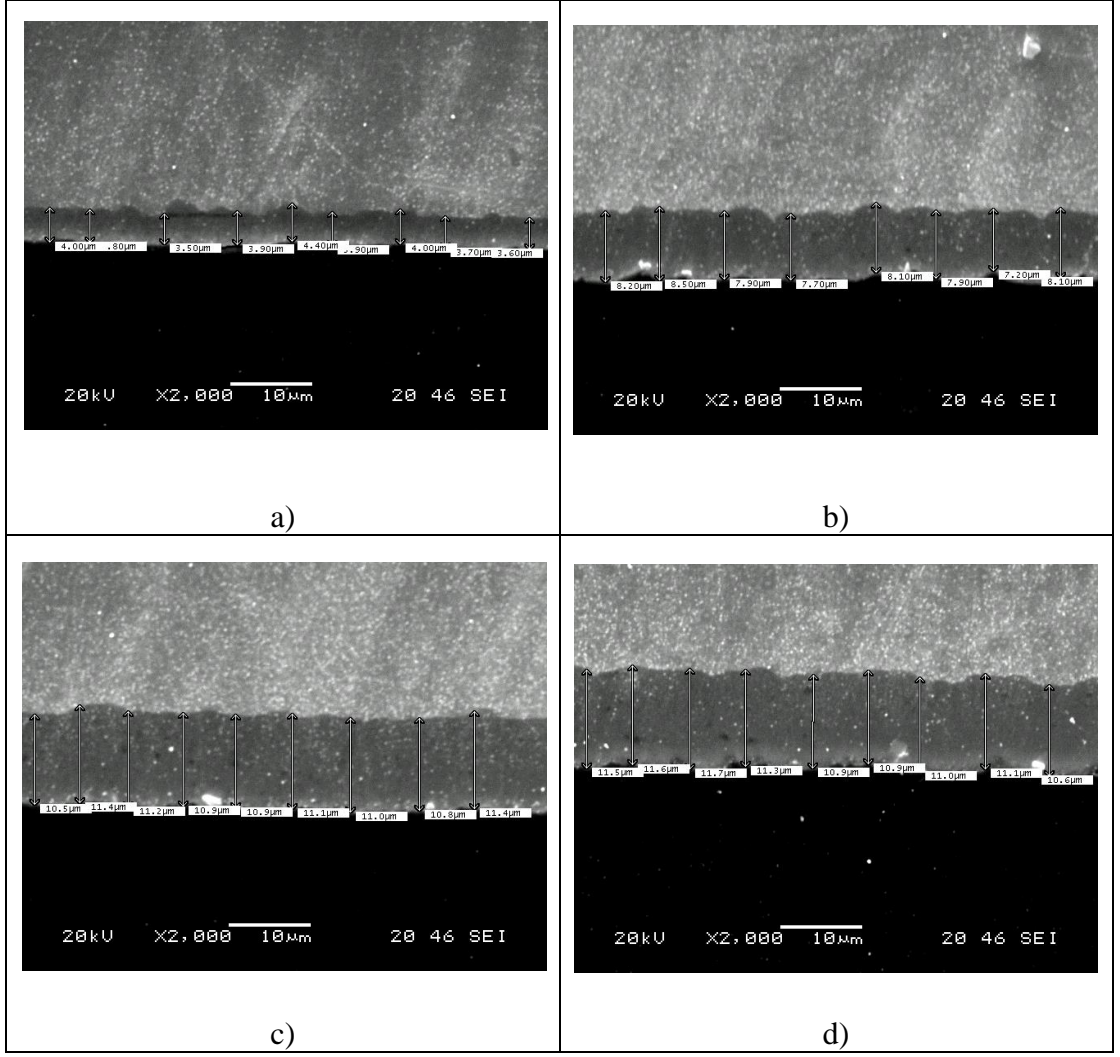 4.00µm .80µm 3.50µm 3.90µm 4.40µm 3.90µm 4.00µm 3.70µm 3.60µm
20kV X2,000 10µm 20 46 SEI
a)
8.20µm 8.50µm 7.90µm 7.70µm 8.10µm 7.90µm 7.20µm 8.10µm
20kU X2,000 10µm 20 46 SEI
b)
10.5µm 11.4µm 11.2µm 10.9µm 10.9µm 11.1µm 11.0µm 10.8µm 11.4µm
20kU X2,000 10µm 20 46 SEI
c)
11.5µm 11.6µm 11.7µm 11.3µm 10.9µm 10.9µm 11.0µm 11.1µm 10.6µm
20kU X2,000 10µm 20 46 SEI
d)